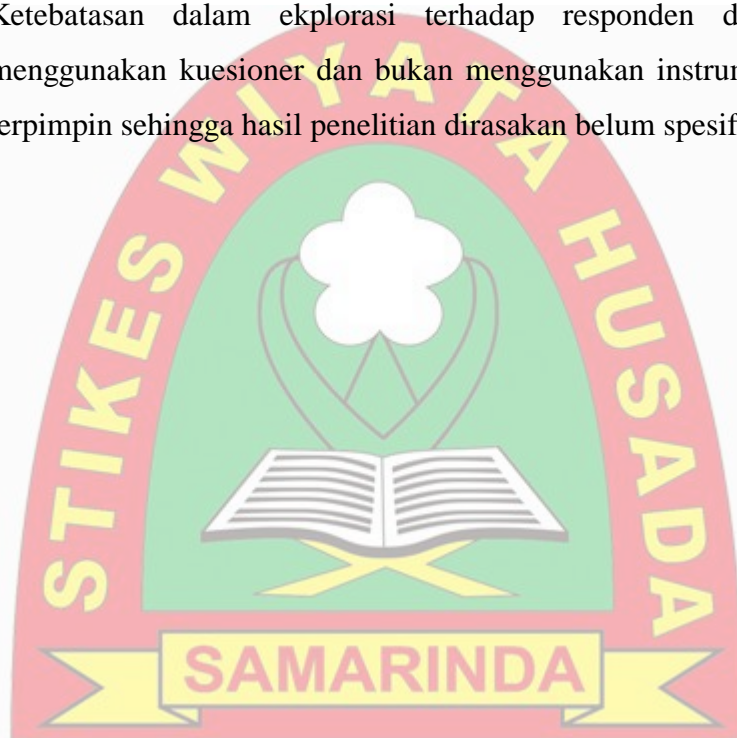 Ketebatasan dalam ekplorasi terhadap responden
menggunakan kuesioner dan bukan menggunakan
terpimpin sehingga hasil penelitian dirasakan belum
STIKES WIYATA HUSADA
SAMARINDA